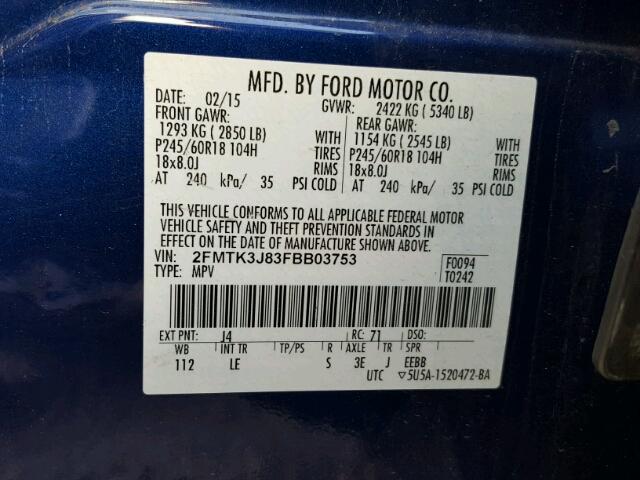 MFD. BY FORD MOTOR CO.
DATE: 02/15 GVWR: 2422 KG (5340 LB)
FRONT GAWR: REAR GAWR:
1293 KG (2850 LB) WITH 1154 KG (2545 LB) WITH
P245/60R18 104H TIRES P245/60R18 104H TIRES
18x8.0J RIMS 18x8.0J RIMS
AT 240 kPa/ 35 PSI COLD AT 240 kPa/ 35 PSI COLD
THIS VEHICLE CONFORMS TO ALL APPLICABLE FEDERAL MOTOR
VEHICLE SAFETY AND THEFT PREVENTION STANDARDS IN
EFFECT ON THE DATE OF MANUFACTURE SHOWN ABOVE.
VIN: 2FMTK3J83FBB03753 F0094
TYPE: MPV T0242
EXT PNT: J4 RC: 71 DSO:
WB INT TR TP/PS R AXLE TR SPR
112 LE S 3E J EEBB
UTC ▽5U5A-1520472-BA